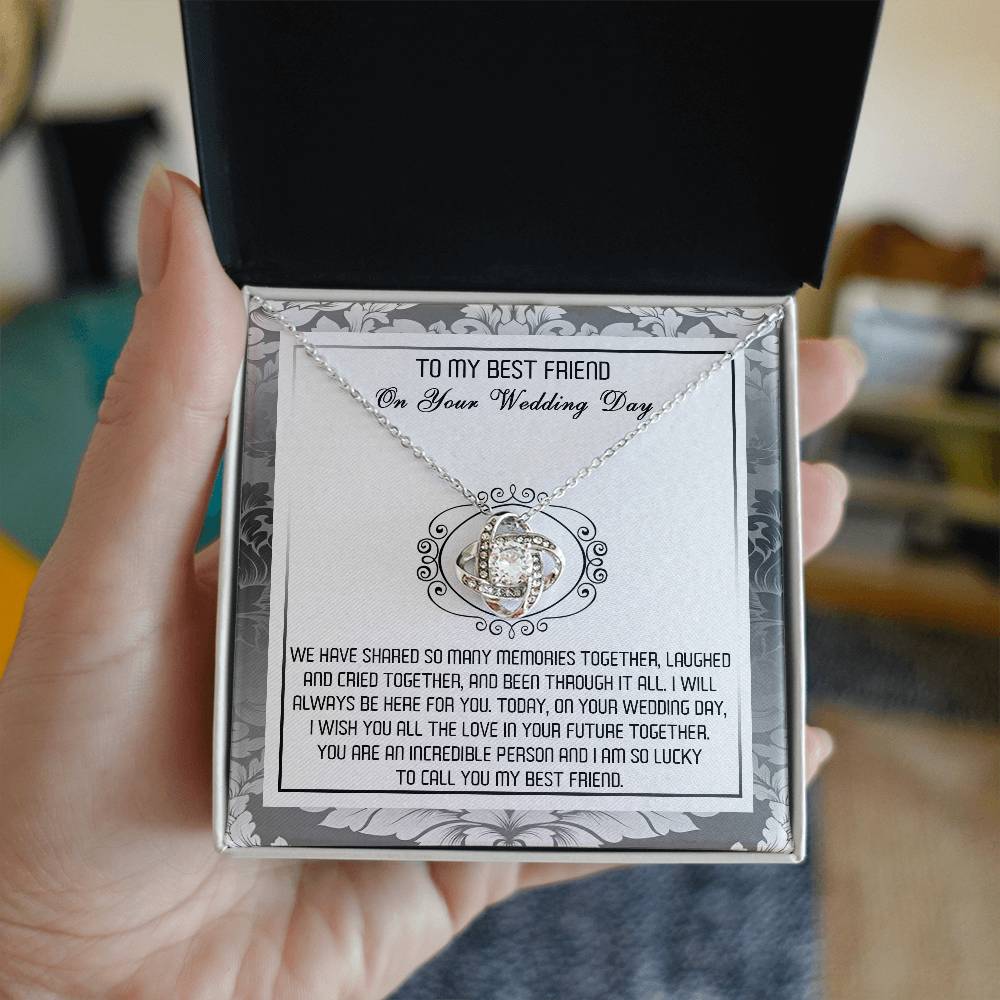 TO MY BEST FRIEND
On Your Wedding Day
WE HAVE SHARED SO MANY MEMORIES TOGETHER, LAUGHED
AND CRIED TOGETHER, AND BEEN THROUGH IT ALL. I WILL
ALWAYS BE HERE FOR YOU. TODAY, ON YOUR WEDDING DAY,
I WISH YOU ALL THE LOVE IN YOUR FUTURE TOGETHER.
YOU ARE AN INCREDIBLE PERSON AND I AM SO LUCKY
TO CALL YOU MY BEST FRIEND.